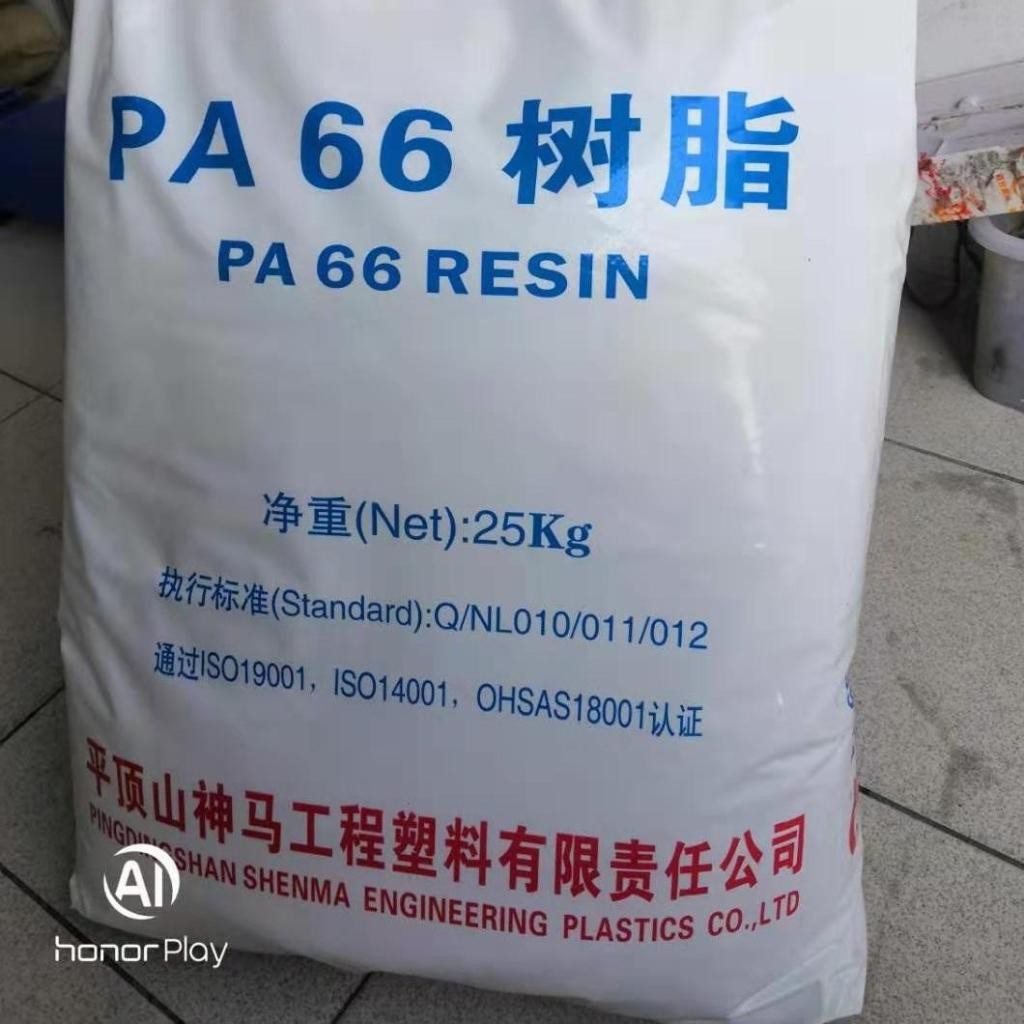 PA 66 树脂
PA 66 RESIN
净重(Net):25Kg
执行标准(Standard):Q/NL010/011/012
通过ISO19001，ISO14001，OHSAS18001认证
平顶山神马工程塑料有限责任公司
PINGDINGSHAN SHENMA ENGINEERING PLASTICS CO.,LTD
AI
honor Play